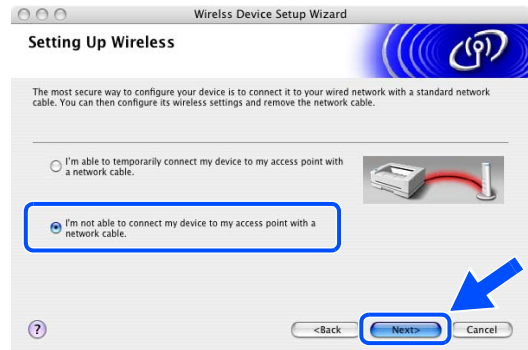 Wirelss Device Setup Wizard
Setting Up Wireless
The most secure way to configure your device is to connect it to your wired network with a standard network
cable. You can then configure its wireless settings and remove the network cable.
I'm able to temporarily connect my device to my access point with
a network cable.
I'm not able to connect my device to my access point with a
network cable.
? <Back Next> Cancel